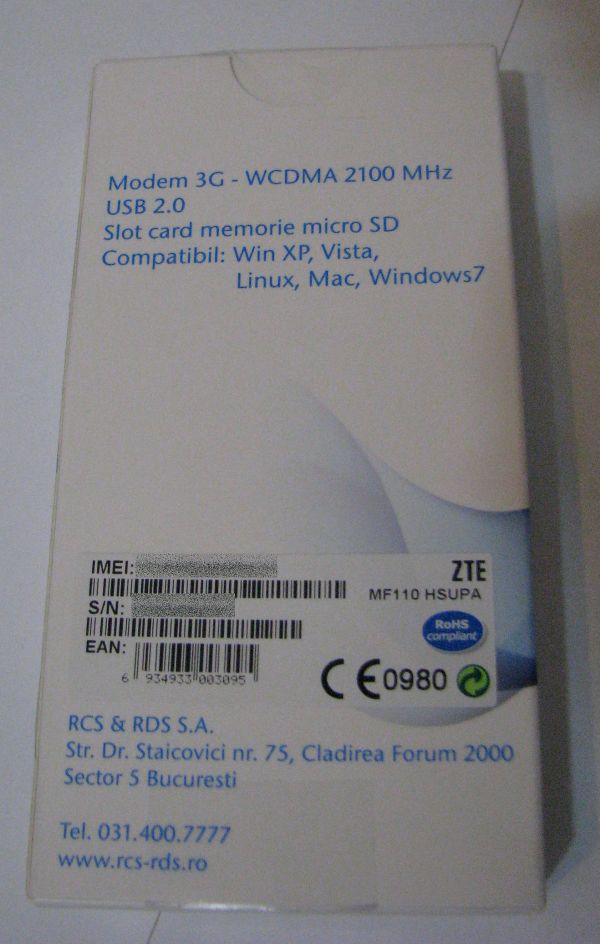 Modem 3G - WCDMA 2100 MHz
USB 2.0
Slot card memorie micro SD
Compatibil: Win XP, Vista,
Linux, Mac, Windows7
IMEI:
ZTE
MF110 HSUPA
S/N:
RoHS
compliant
EAN:
6 934933 003095
CE0980
RCS & RDS S.A.
Str. Dr. Staicovici nr. 75, Cladirea Forum 2000
Sector 5 Bucuresti
Tel. 031.400.7777
www.rcs-rds.ro